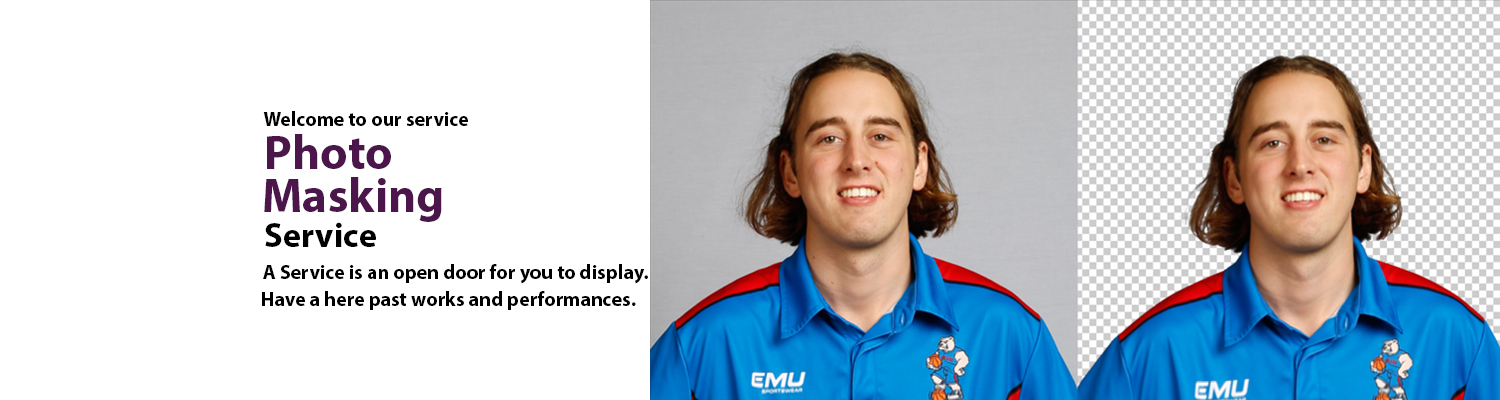 Welcome to our service
Photo
Masking
Service
A Service is an open door for you to display.
Have a here past works and performances.
EMU
SPORTSWEAR
EMU